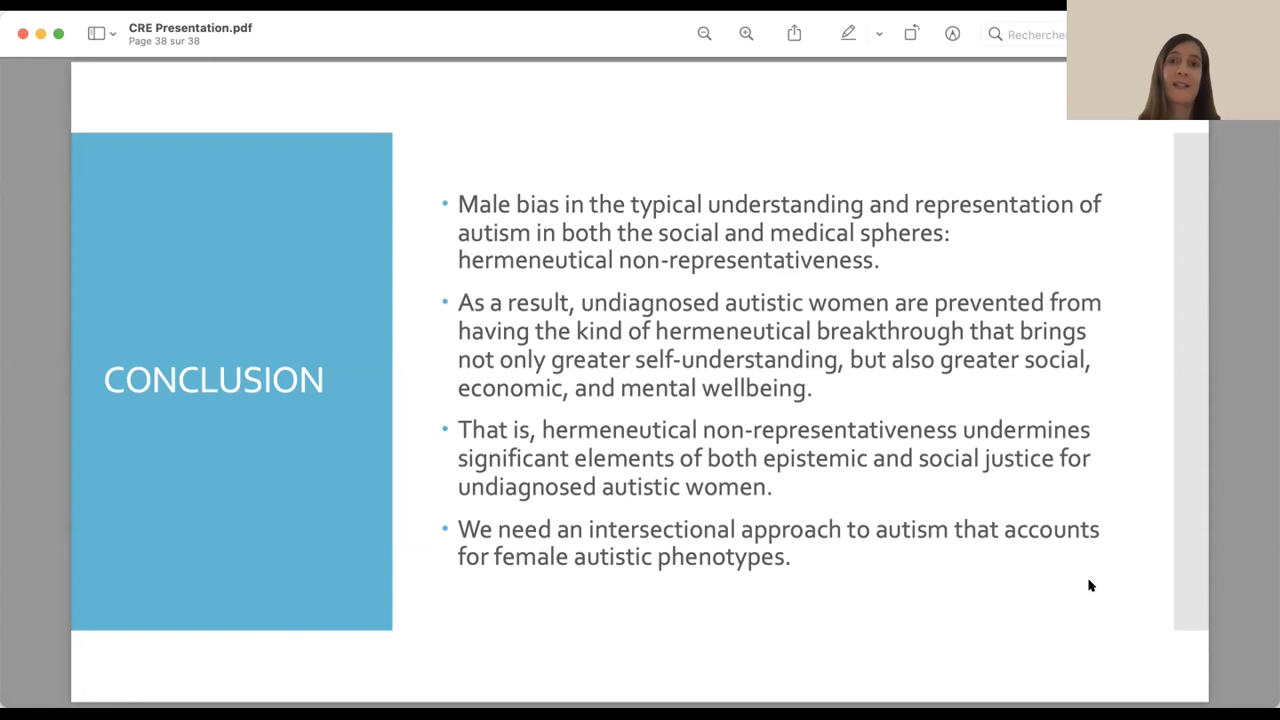 CRE Presentation.pdf
Page 38 sur 38
Rechercher
CONCLUSION
• Male bias in the typical understanding and representation of
autism in both the social and medical spheres:
hermeneutical non-representativeness.
• As a result, undiagnosed autistic women are prevented from
having the kind of hermeneutical breakthrough that brings
not only greater self-understanding, but also greater social,
economic, and mental wellbeing.
• That is, hermeneutical non-representativeness undermines
significant elements of both epistemic and social justice for
undiagnosed autistic women.
• We need an intersectional approach to autism that accounts
for female autistic phenotypes.